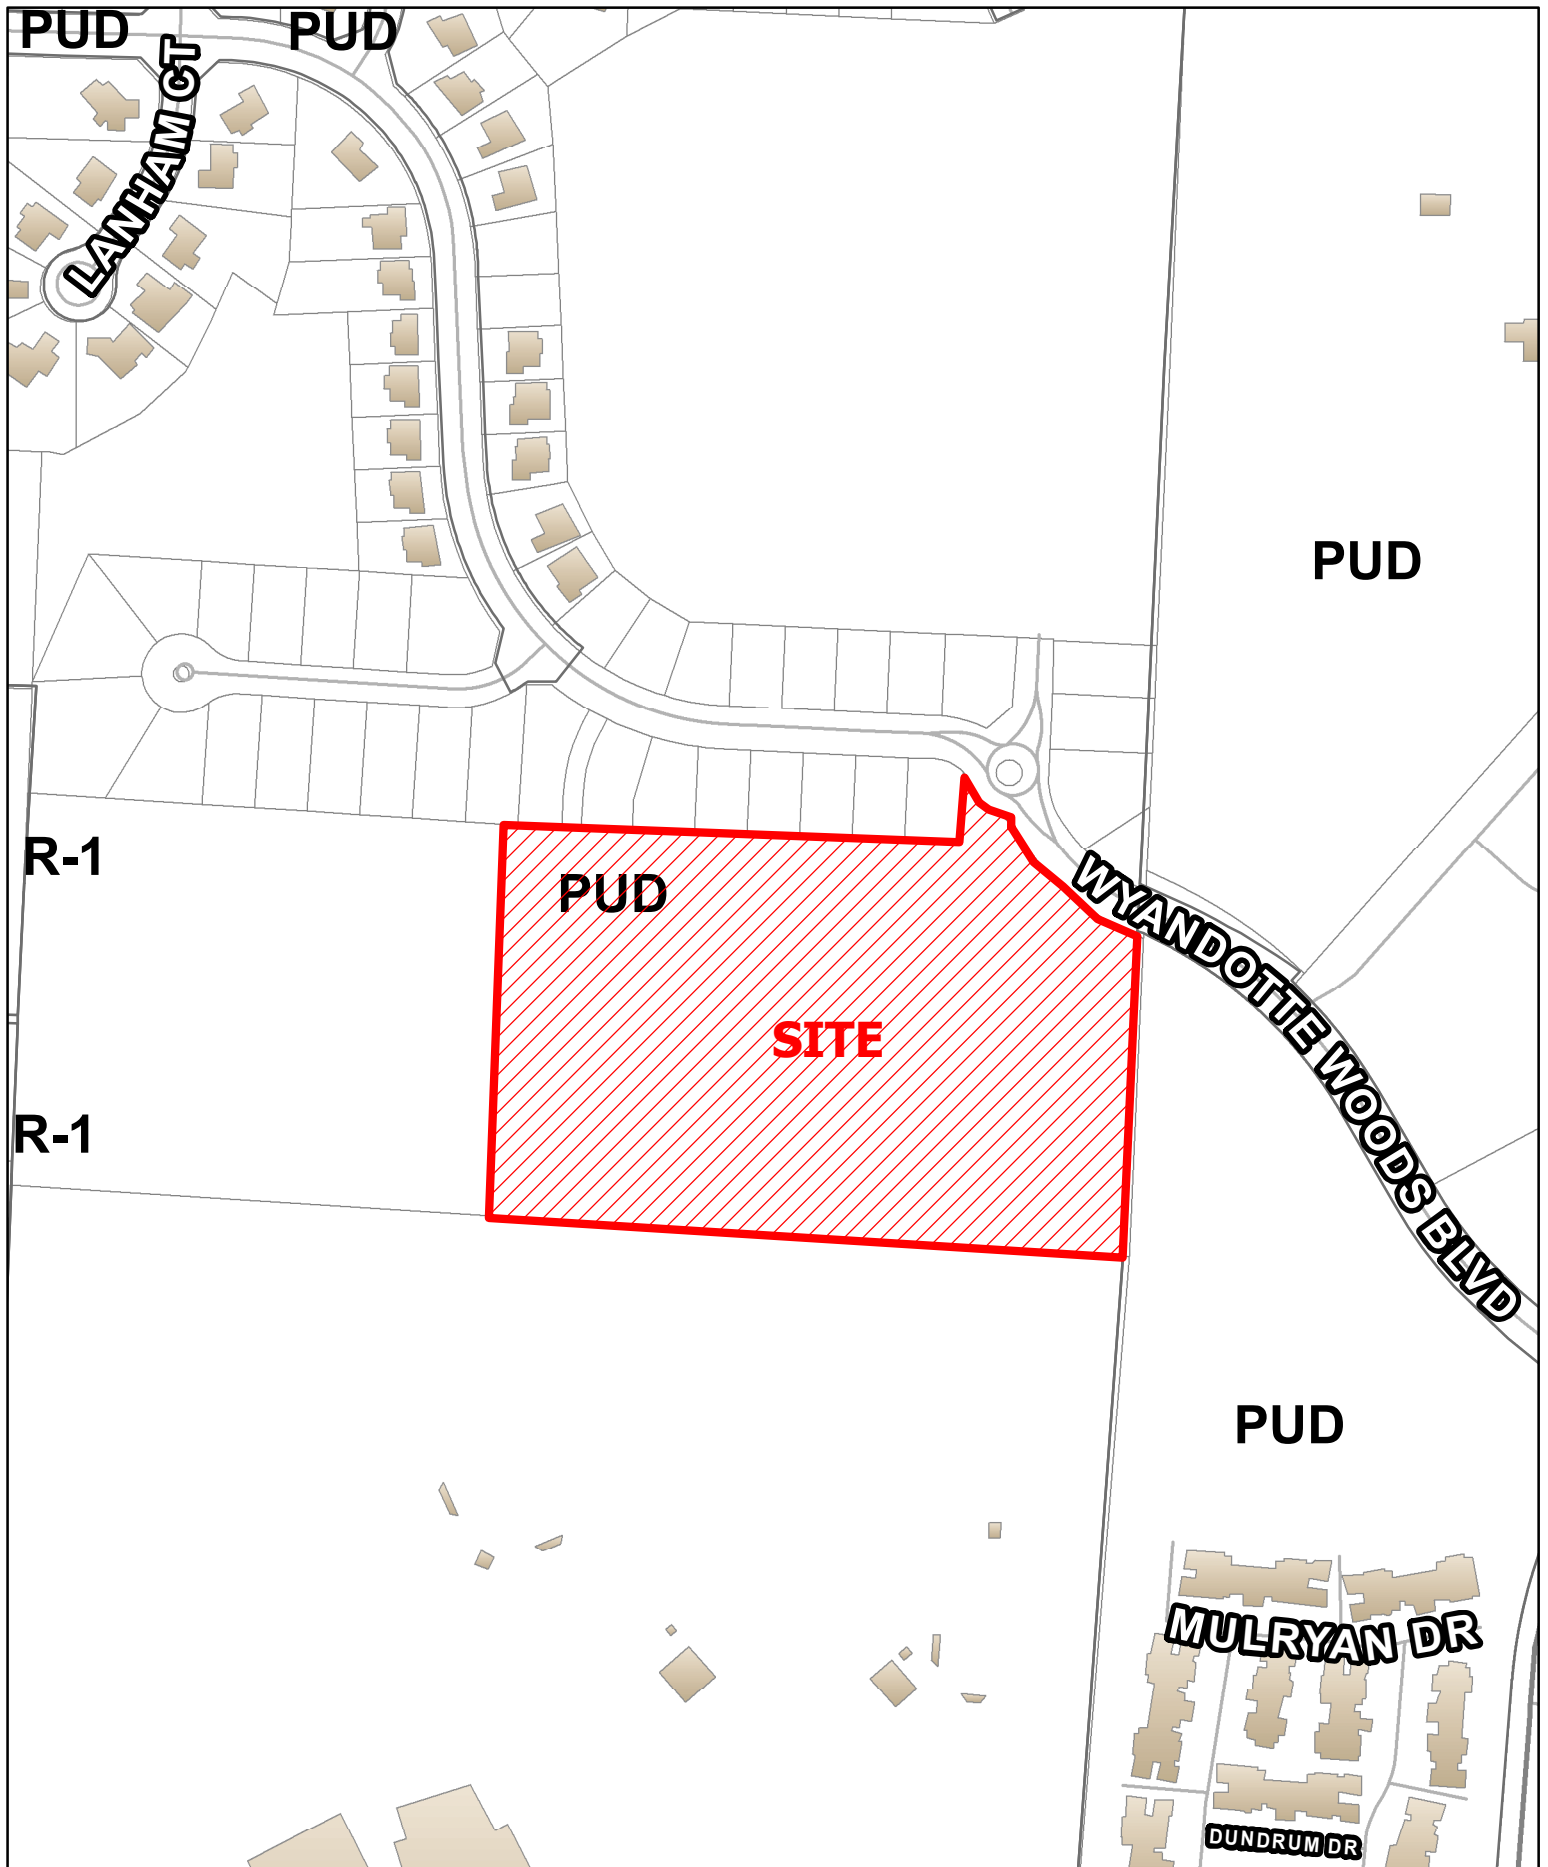 PUD
PUD
LANHAM CT
PUD
R-1
PUD
WYANDOTTE WOODS BLVD
SITE
R-1
PUD
MULRYAN DR
DUNDRUM DR